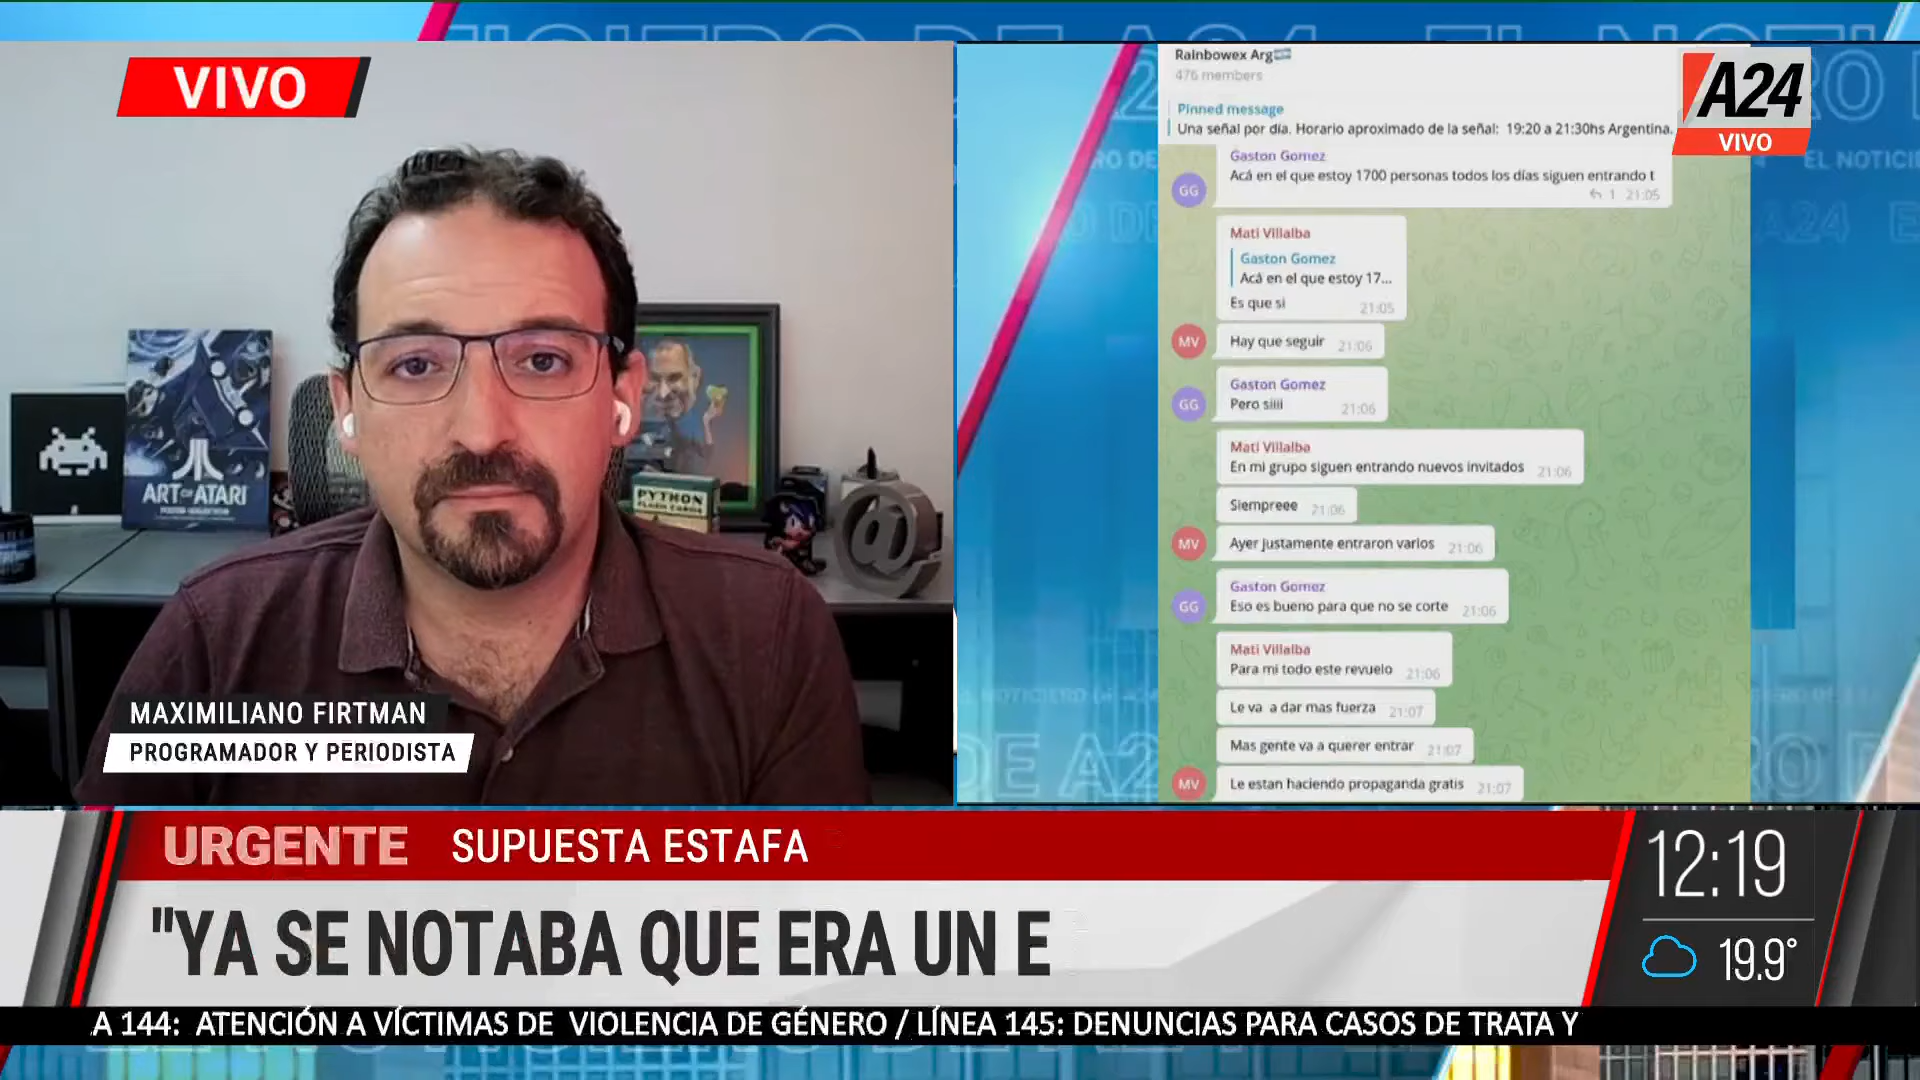 VIVO
ART OF ATARI
PYTHON
FLASH CARDS
@
MAXIMILIANO FIRTMAN
PROGRAMADOR Y PERIODISTA
Rainbowex Arg
476 members
Pinned message
Una señal por día. Horario aproximado de la señal: 19:20 a 21:30hs Argentina.
Gaston Gomez
Acá en el que estoy 1700 personas todos los días siguen entrando t
1 21:05
GG
Mati Villalba
Gaston Gomez
Acá en el que estoy 17...
Es que si 21:05
MV
Hay que seguir 21:06
Gaston Gomez
GG
Pero siiii 21:06
Mati Villalba
En mi grupo siguen entrando nuevos invitados 21:06
Siempreee 21:06
MV
Ayer justamente entraron varios 21:06
Gaston Gomez
GG
Eso es bueno para que no se corte 21:06
Mati Villalba
Para mi todo este revuelo 21:06
Le va a dar mas fuerza 21:07
Mas gente va a querer entrar 21:07
MV
Le estan haciendo propaganda gratis 21:07
A24
VIVO
EL NOTICI
URGENTE SUPUESTA ESTAFA
"YA SE NOTABA QUE ERA UN E
12:19
19.9°
A 144: ATENCIÓN A VÍCTIMAS DE VIOLENCIA DE GÉNERO / LÍNEA 145: DENUNCIAS PARA CASOS DE TRATA Y